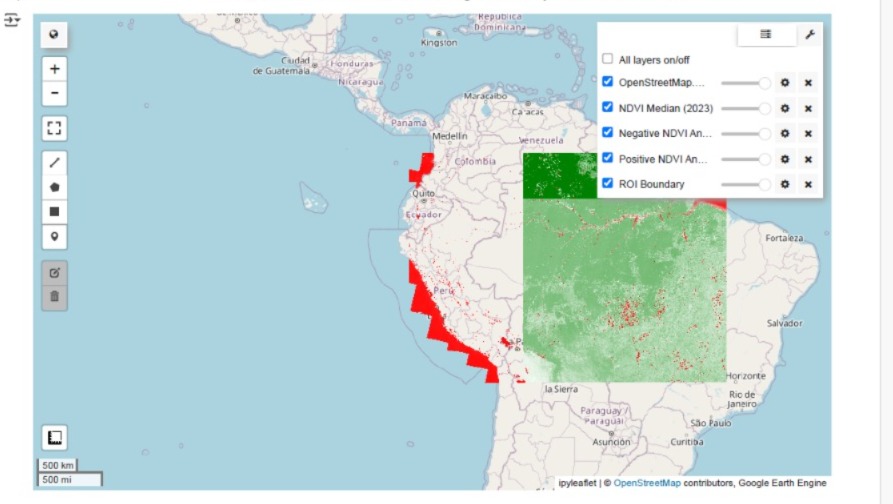 República
Dominicana
Kingston
Ciudad
de Guatemala
Honduras
Nicaragua
Maracaibo
Caracas
Panamá
Medellín
Venezuela
Colombia
Quito
Ecuador
Perú
Fortaleza
Salvador
la Sierra
Horizonte
Rio de
Janeiro
Paraguay /
Paraguái
São Paulo
Asunción
Curitiba
+
−
All layers on/off
OpenStreetMap....
NDVI Median (2023)
Negative NDVI An...
Positive NDVI An...
ROI Boundary
500 km
500 mi
ipyleaflet | © OpenStreetMap contributors, Google Earth Engine